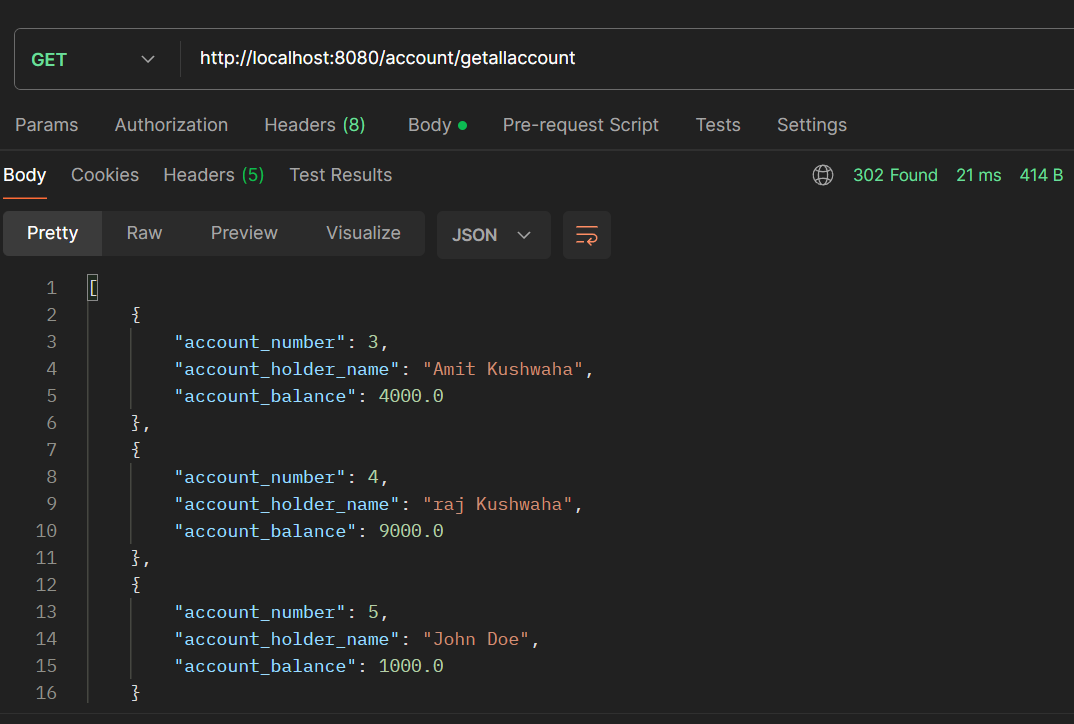 GET http://localhost:8080/account/getallaccount
Params Authorization Headers (8) Body Pre-request Script Tests Settings
Body Cookies Headers (5) Test Results 302 Found 21 ms 414 B
Pretty Raw Preview Visualize JSON
1 [
2 {
3 "account_number": 3,
4 "account_holder_name": "Amit Kushwaha",
5 "account_balance": 4000.0
6 },
7 {
8 "account_number": 4,
9 "account_holder_name": "raj Kushwaha",
10 "account_balance": 9000.0
11 },
12 {
13 "account_number": 5,
14 "account_holder_name": "John Doe",
15 "account_balance": 1000.0
16 }